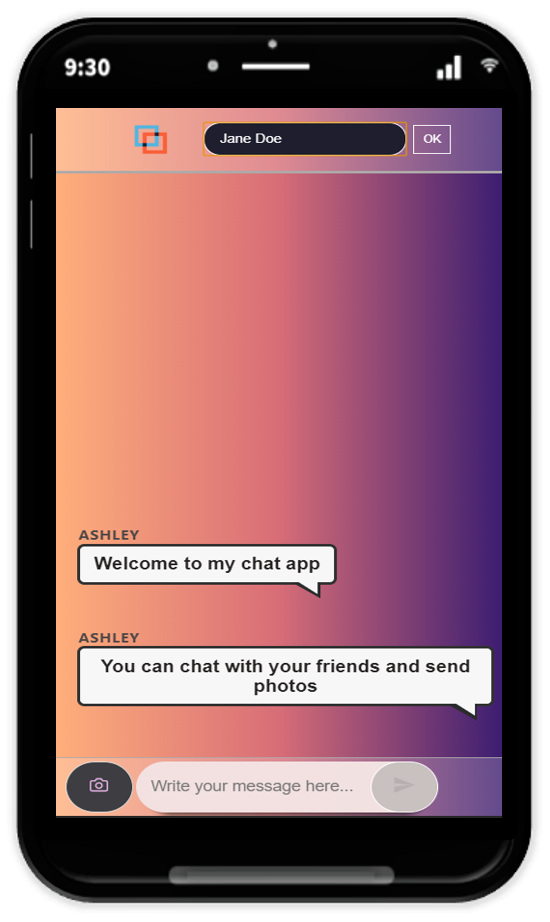 9:30
Jane Doe
OK
ASHLEY
Welcome to my chat app
ASHLEY
You can chat with your friends and send
photos
Write your message here...